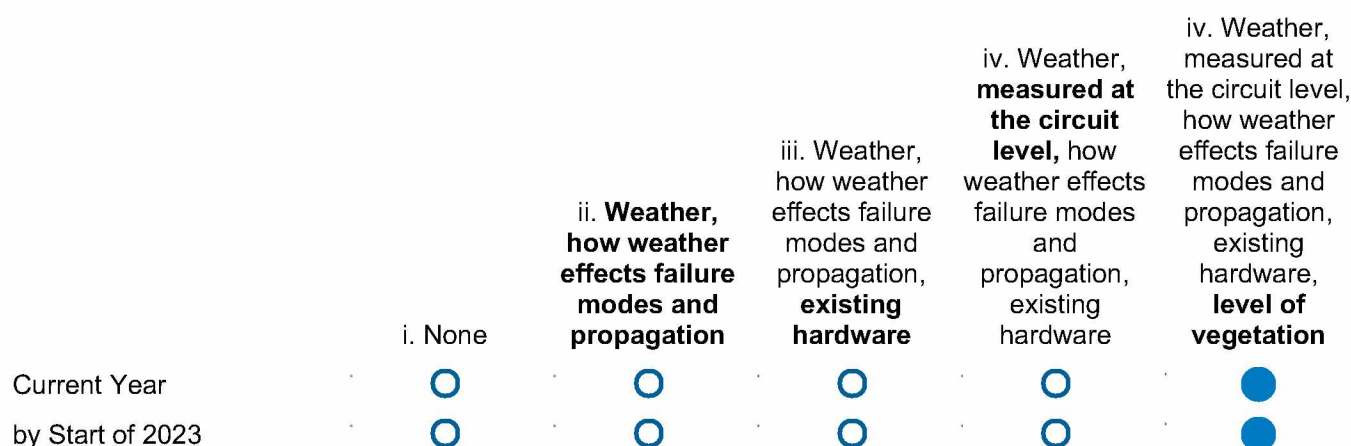 i. None
ii. Weather,
how weather
effects failure
modes and
propagation
iii. Weather,
how weather
effects failure
modes and
propagation,
existing
hardware
iv. Weather,
measured at
the circuit
level, how
weather effects
failure modes
and
propagation,
existing
hardware
iv. Weather,
measured at
the circuit level,
how weather
effects failure
modes and
propagation,
existing
hardware,
level of
vegetation
Current Year
by Start of 2023